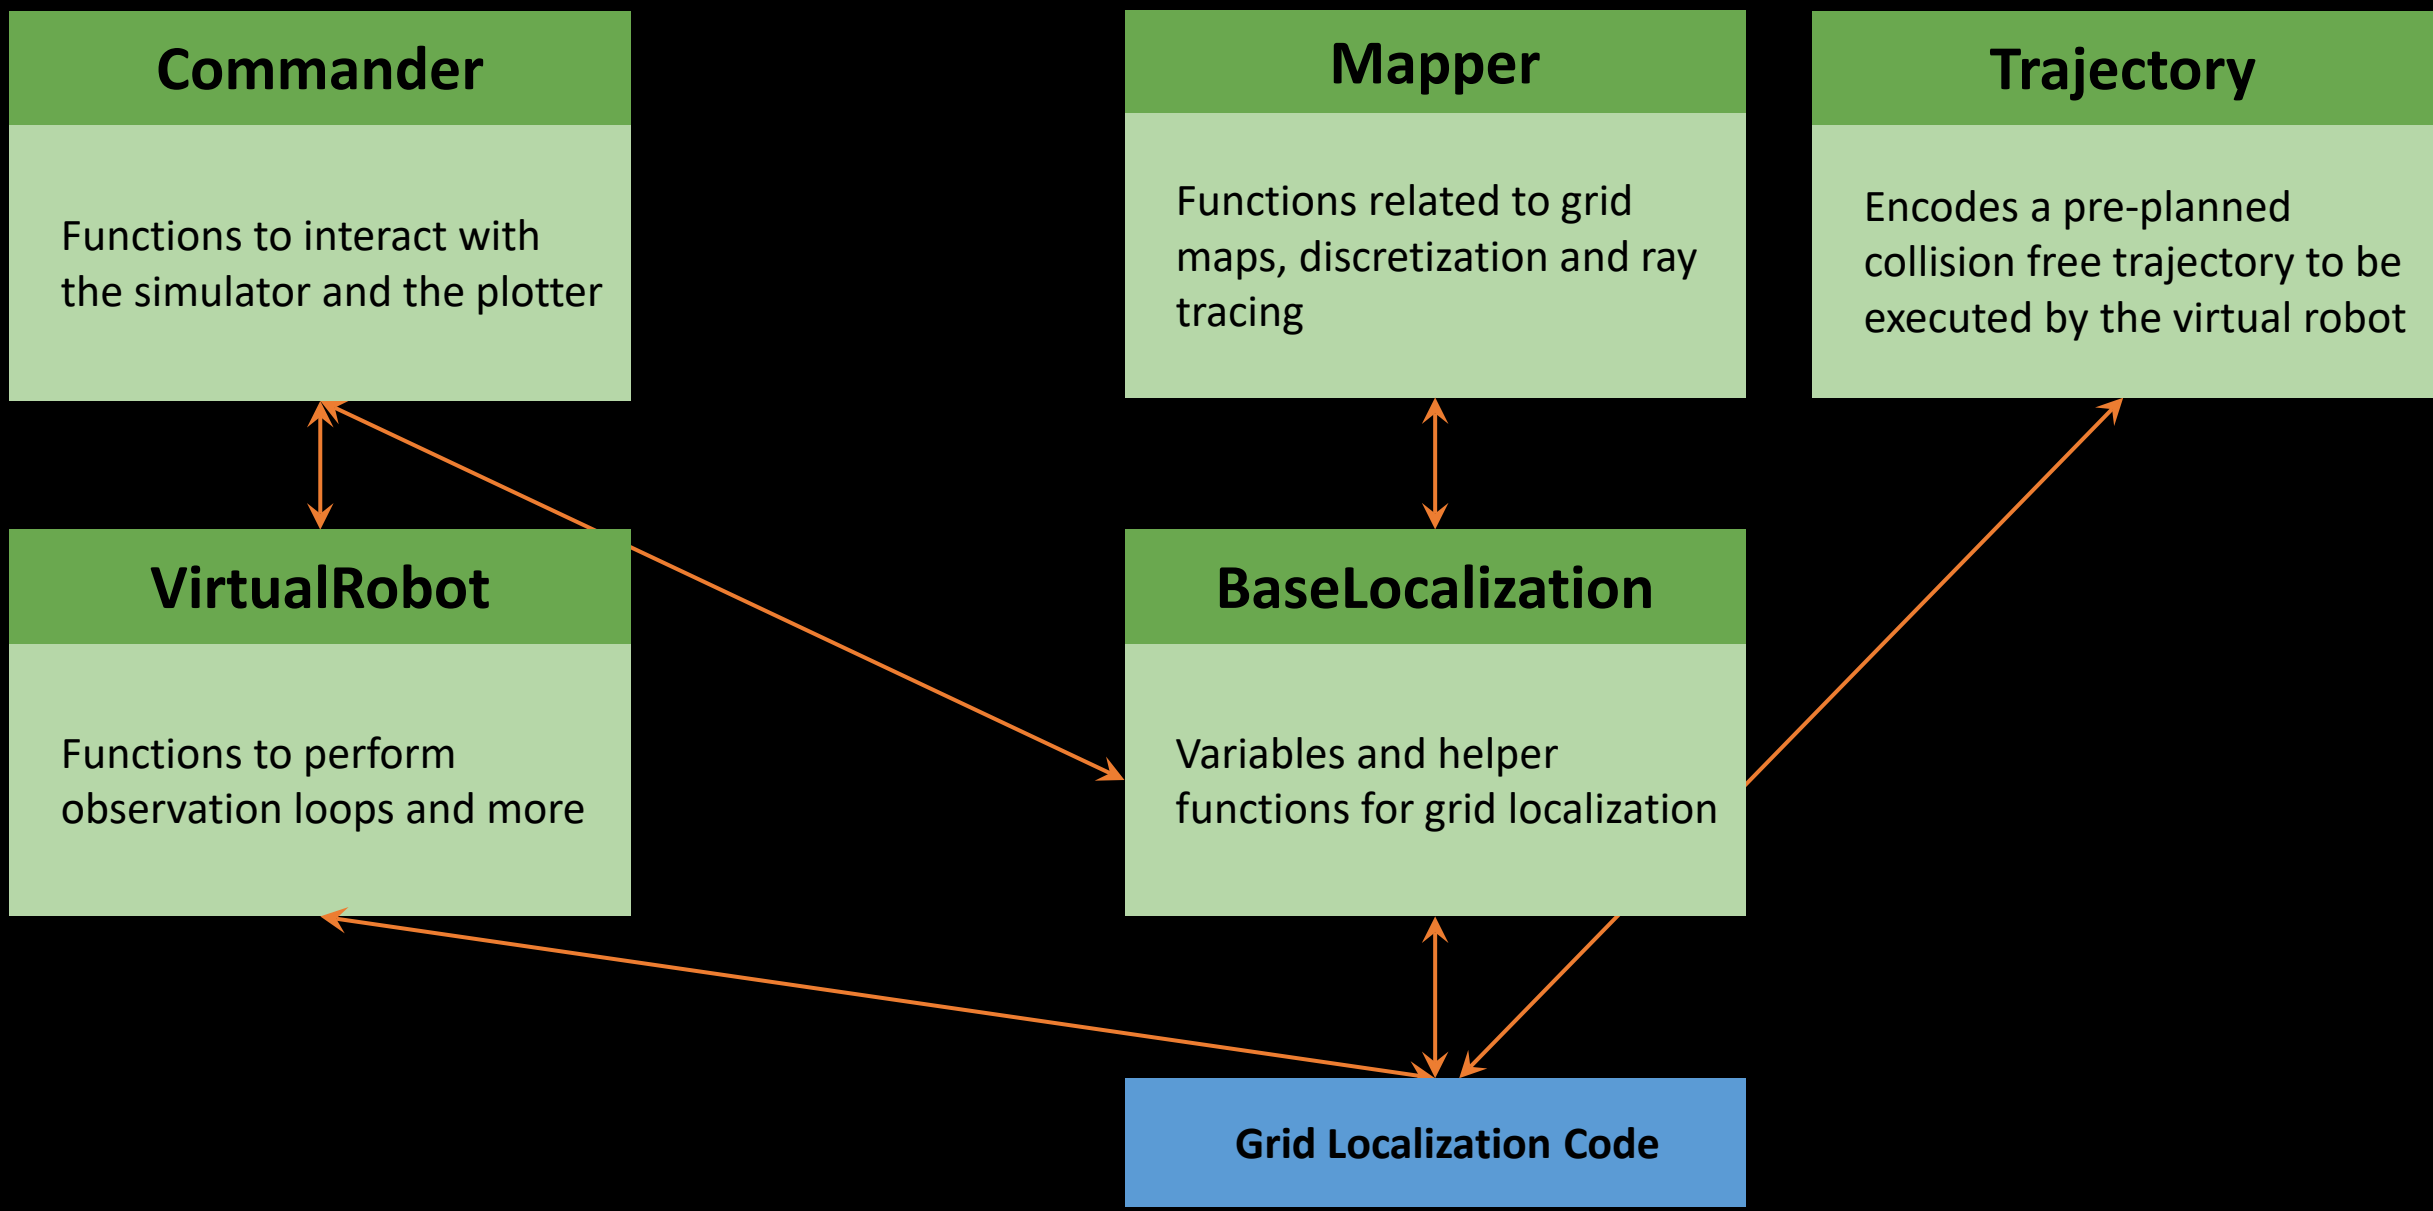 Commander
Functions to interact with
the simulator and the plotter
Mapper
Functions related to grid
maps, discretization and ray
tracing
Trajectory
Encodes a pre-planned
collision free trajectory to be
executed by the virtual robot
VirtualRobot
Functions to perform
observation loops and more
BaseLocalization
Variables and helper
functions for grid localization
Grid Localization Code